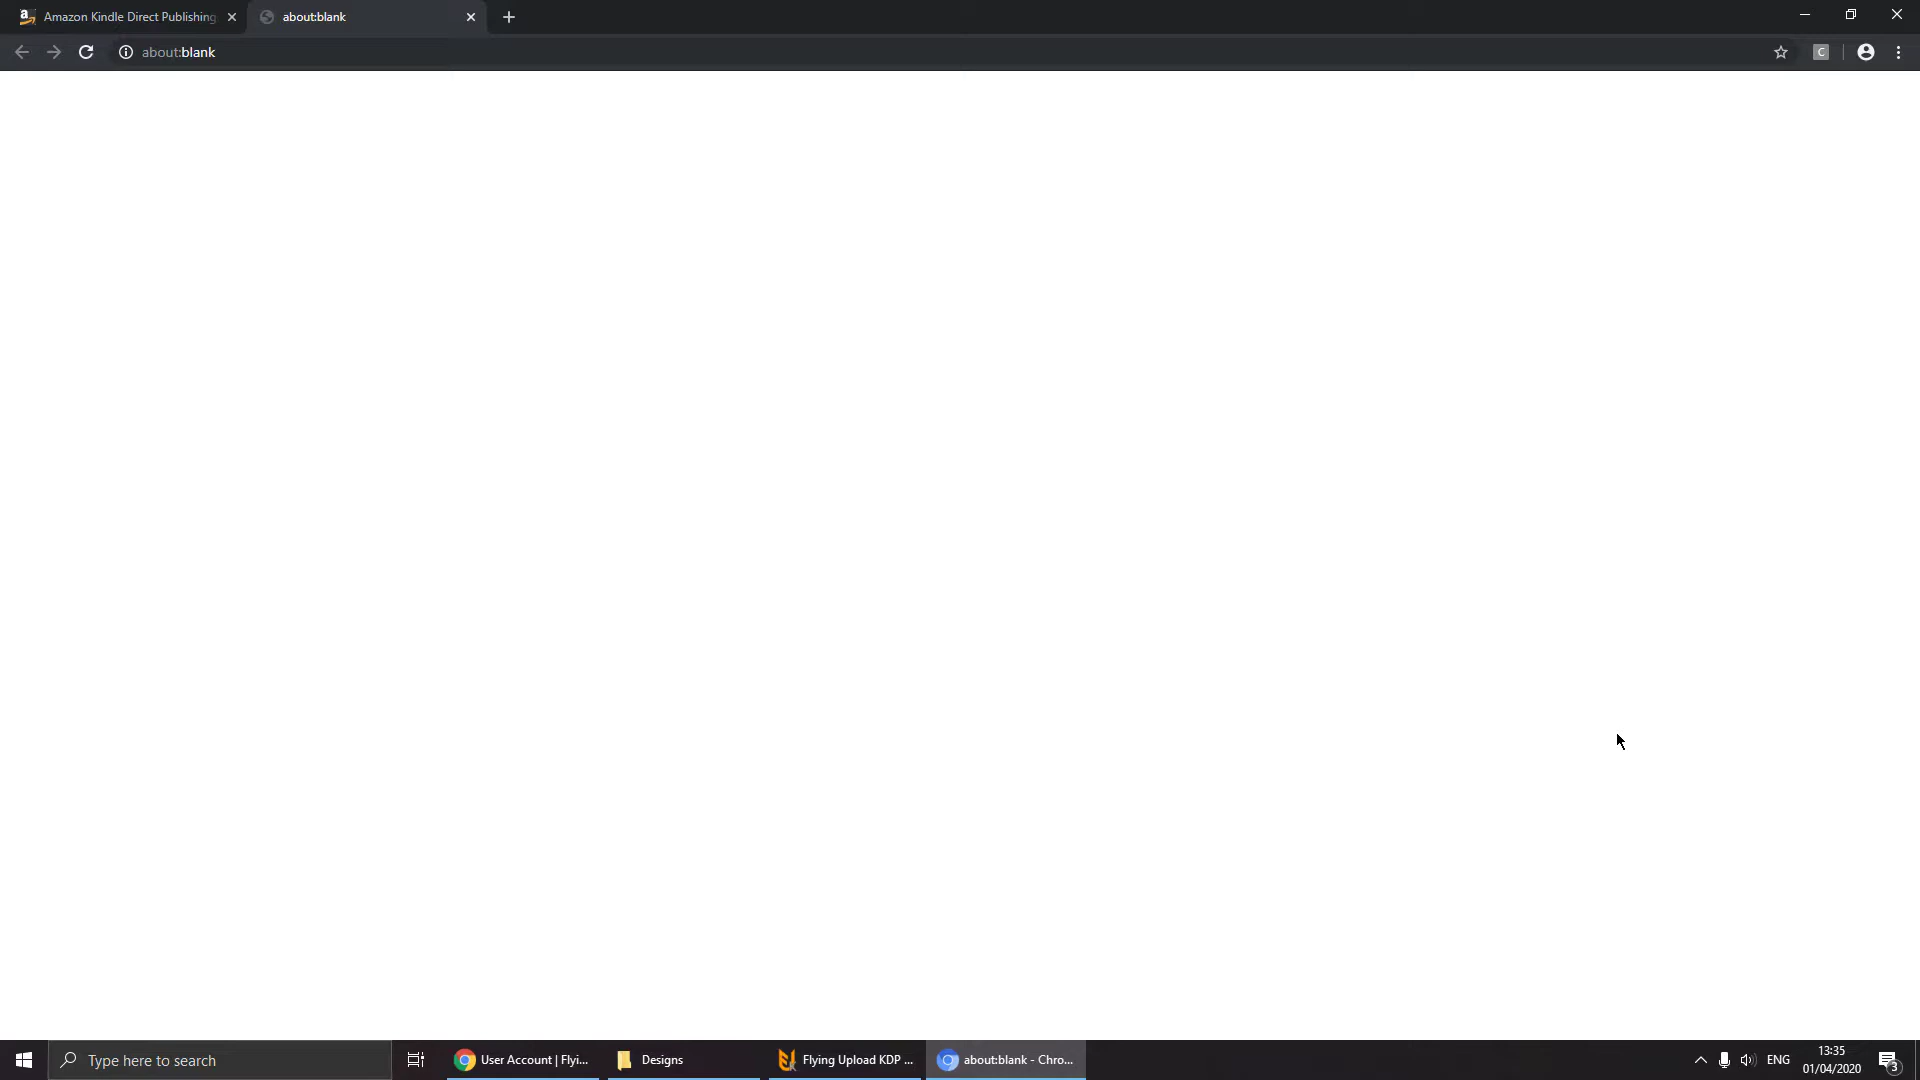 Amazon Kindle Direct Publishing
about:blank
about:blank
C
Type here to search
User Account | Flyi...
Designs
Flying Upload KDP ...
about:blank - Chro...
ENG
13:35
01/04/2020
3